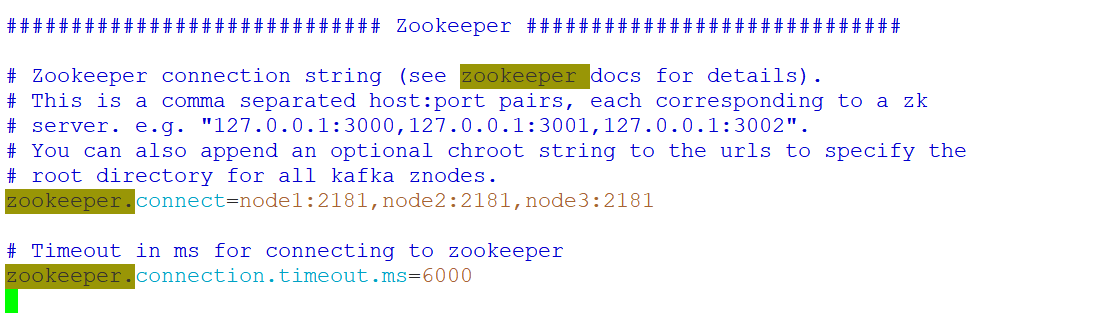 ############################# Zookeeper #############################
# Zookeeper connection string (see zookeeper docs for details).
# This is a comma separated host:port pairs, each corresponding to a zk
# server. e.g. "127.0.0.1:3000,127.0.0.1:3001,127.0.0.1:3002".
# You can also append an optional chroot string to the urls to specify the
# root directory for all kafka znodes.
zookeeper.connect=node1:2181,node2:2181,node3:2181
# Timeout in ms for connecting to zookeeper
zookeeper.connection.timeout.ms=6000